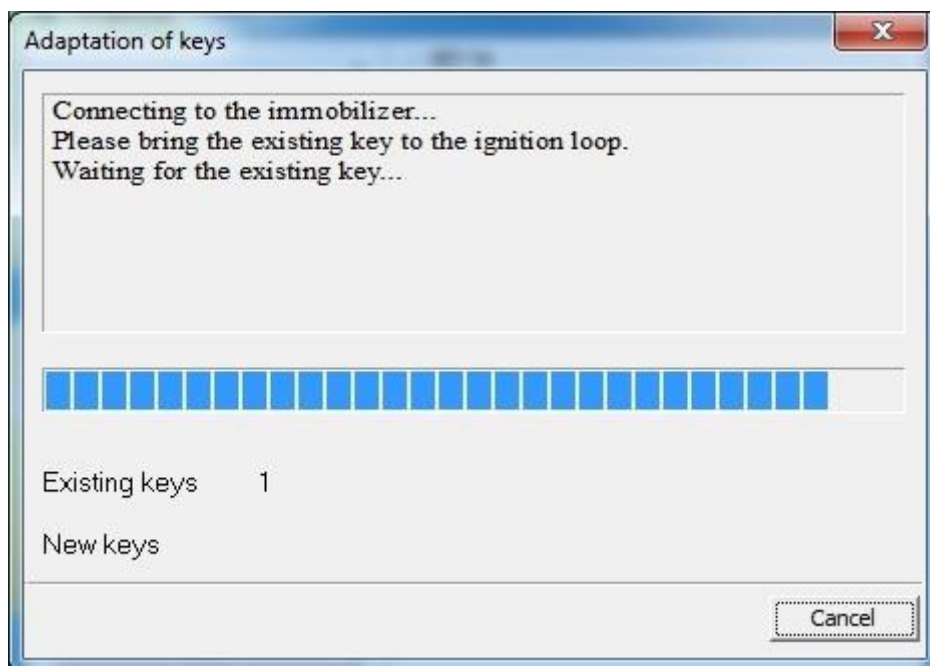 Adaptation of keys
Connecting to the immobilizer...
Please bring the existing key to the ignition loop.
Waiting for the existing key...
Existing keys 1
New keys
Cancel